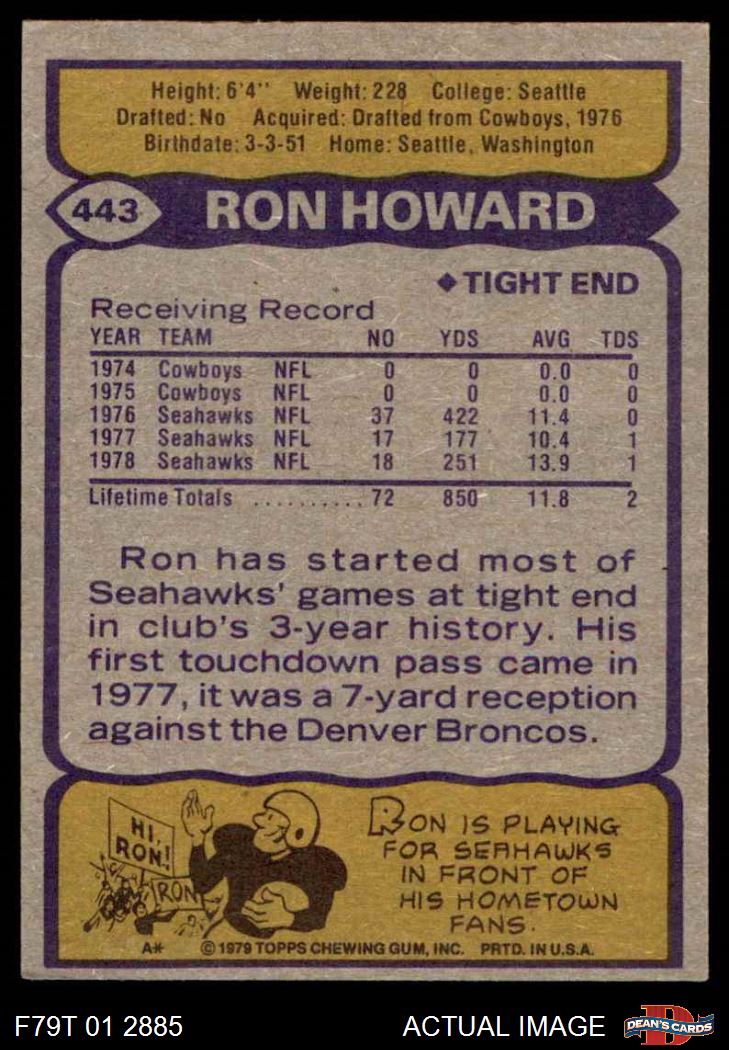 Height: 6'4" Weight: 228 College: Seattle
Drafted: No Acquired: Drafted from Cowboys, 1976
Birthdate: 3-3-51 Home: Seattle, Washington
443 RON HOWARD
◆TIGHT END
Receiving Record
YEAR TEAM NO YDS AVG TDS
1974 Cowboys NFL 0 0 0.0 0
1975 Cowboys NFL 0 0 0.0 0
1976 Seahawks NFL 37 422 11.4 0
1977 Seahawks NFL 17 177 10.4 1
1978 Seahawks NFL 18 251 13.9 1
Lifetime Totals .......... 72 850 11.8 2
Ron has started most of
Seahawks' games at tight end
in club's 3-year history. His
first touchdown pass came in
1977, it was a 7-yard reception
against the Denver Broncos.
HI,
RON!
RON
RON IS PLAYING
FOR SEAHAWKS
IN FRONT OF
HIS HOMETOWN
FANS.
A* © 1979 TOPPS CHEWING GUM, INC. PRTD. IN U.S.A.
F79T 01 2885 ACTUAL IMAGE D DEAN'S CARDS